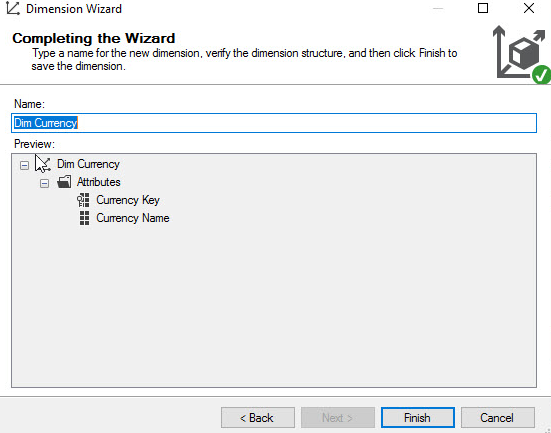 Dimension Wizard
Completing the Wizard
Type a name for the new dimension, verify the dimension structure, and then click Finish to
save the dimension.
Name:
Dim Currency
Preview:
Dim Currency
Attributes
Currency Key
Currency Name
< Back
Next >
Finish
Cancel